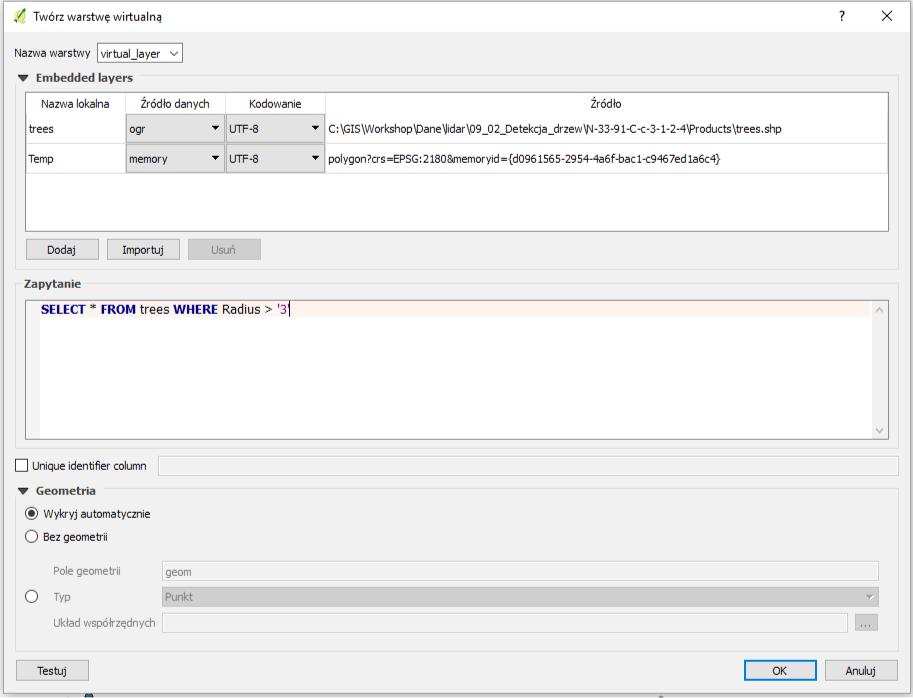 Twórz warstwę wirtualną
?
Nazwa warstwy virtual_layer
Embedded layers
Nazwa lokalna Źródło danych Kodowanie Źródło
trees ogr UTF-8 C:\GIS\Workshop\Dane\lidar\09_02_Detekcja_drzew\N-33-91-C-c-3-1-2-4\Products\trees.shp
Temp memory UTF-8 polygon?crs=EPSG:2180&memoryid={d0961565-2954-4a6f-bac1-c9467ed1a6c4}
Dodaj Importuj Usuń
Zapytanie
SELECT * FROM trees WHERE Radius > '3'
Unique identifier column
Geometria
Wykryj automatycznie
Bez geometrii
Pole geometrii geom
Typ Punkt
Układ współrzędnych ...
Testuj OK Anuluj